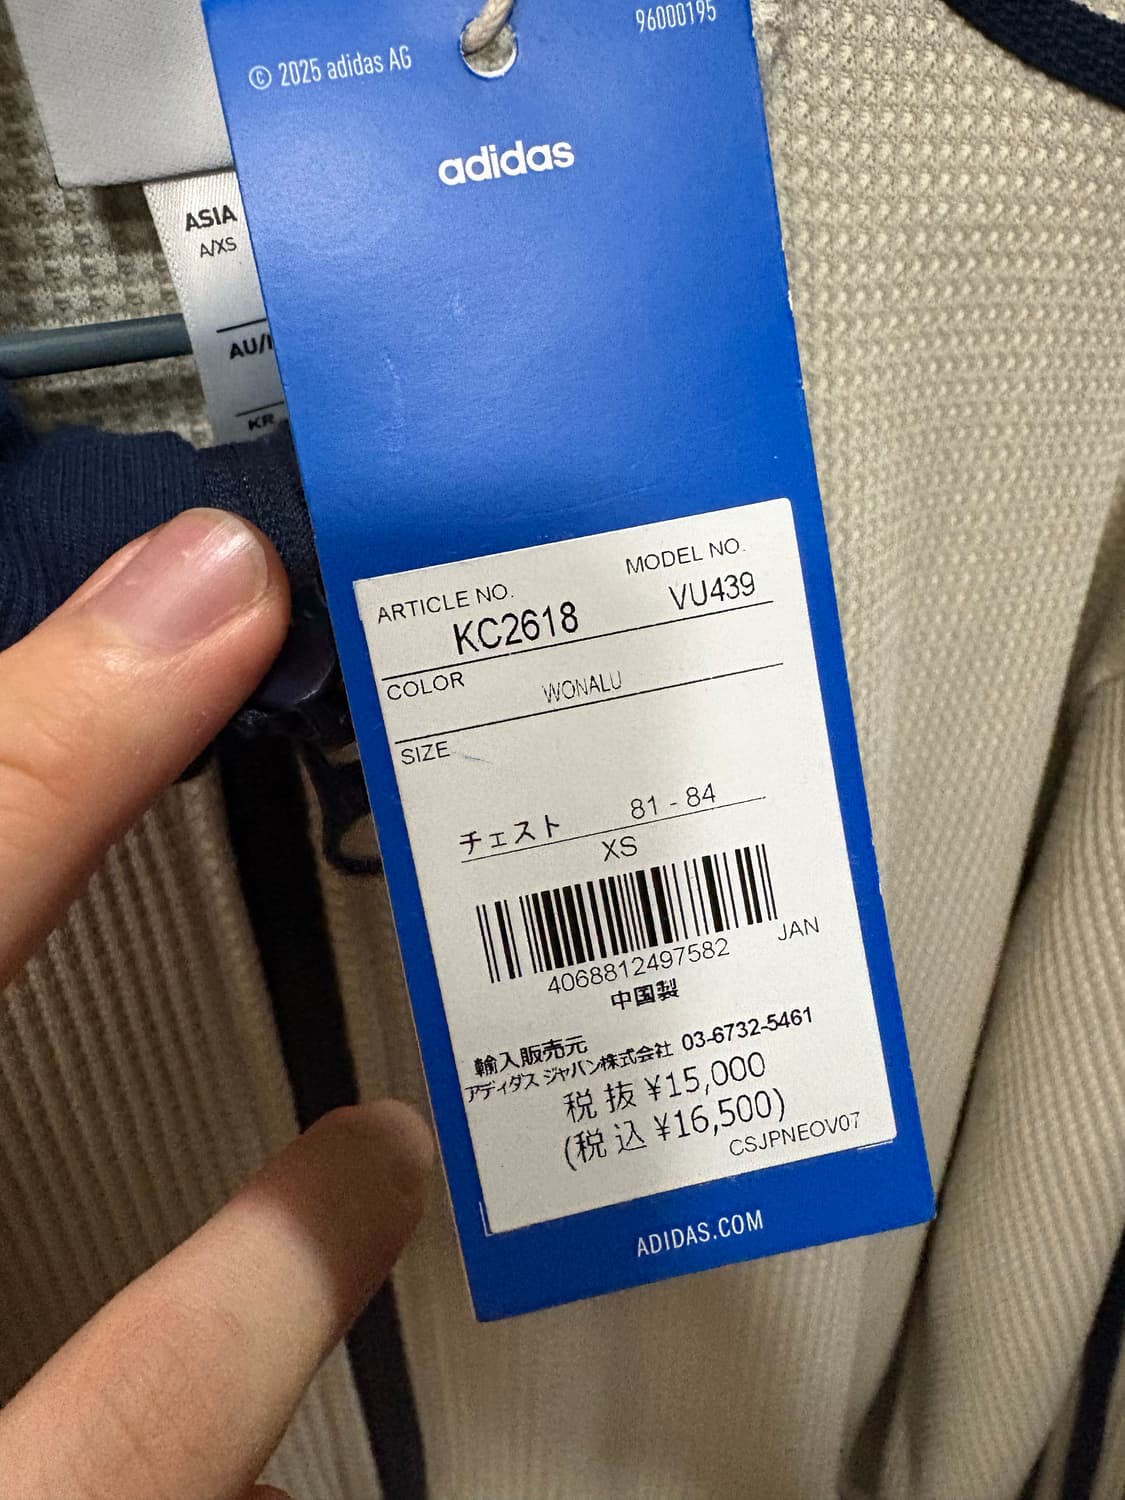 © 2025 adidas AG
96000195
adidas
ASIA
A/XS
AU/
KR
ARTICLE NO.
MODEL NO.
KC2618
VU439
COLOR
WONALU
SIZE
チェスト 81 - 84
XS
4068812497582
JAN
中国製
輸入販売元
アディダス ジャパン株式会社 03-6732-5461
税 抜 ¥15,000
(税 込 ¥16,500)
CSJPNEOV07
ADIDAS.COM